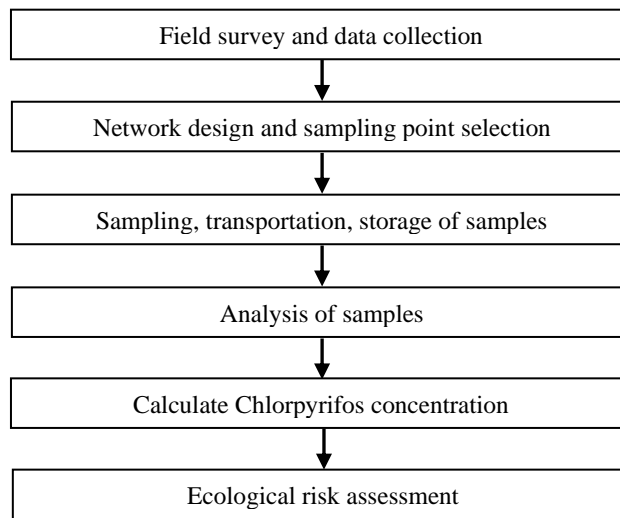 Field survey and data collection
Network design and sampling point selection
Sampling, transportation, storage of samples
Analysis of samples
Calculate Chlorpyrifos concentration
Ecological risk assessment